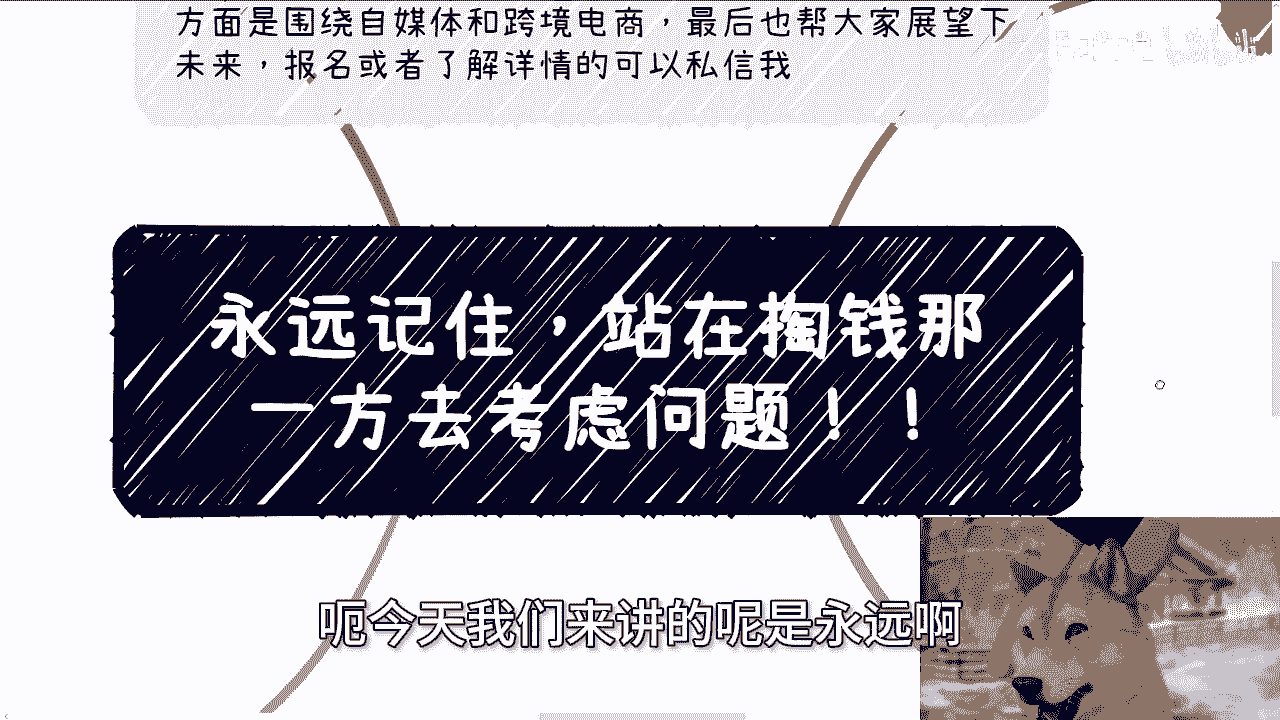 方面是围绕自媒体和跨境电商，最后也帮大家展望下
未来，报名或者了解详情的可以私信我
永远记住，站在掏钱那
一方去考虑问题！！
呃今天我们来讲的呢是永远啊